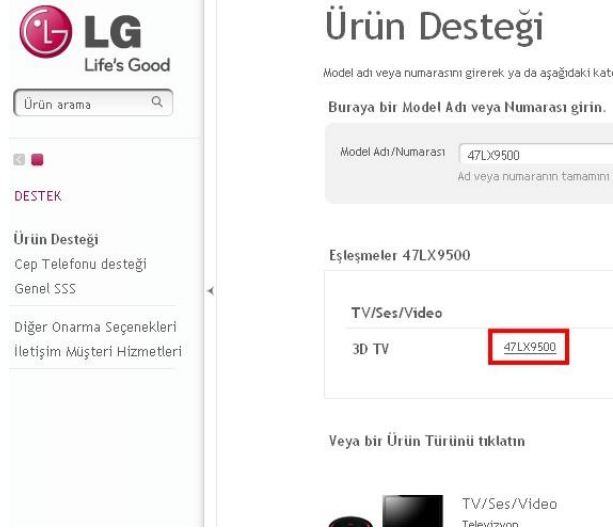 LG
Life's Good
Ürün arama
DESTEK
Ürün Desteği
Cep Telefonu desteği
Genel SSS
Diğer Onarma Seçenekleri
İletişim Müşteri Hizmetleri
Ürün Desteği
Model adı veya numarasını girerek ya da aşağıdaki
Buraya bir Model Adı veya Numarası girin.
Model Adı/Numarası 47LX9500
Ad veya numaranın tamamını
Eşleşmeler 47LX9500
TV/Ses/Video
3D TV 47LX9500
Veya bir Ürün Türünü tıklatın
TV/Ses/Video
Televizyon